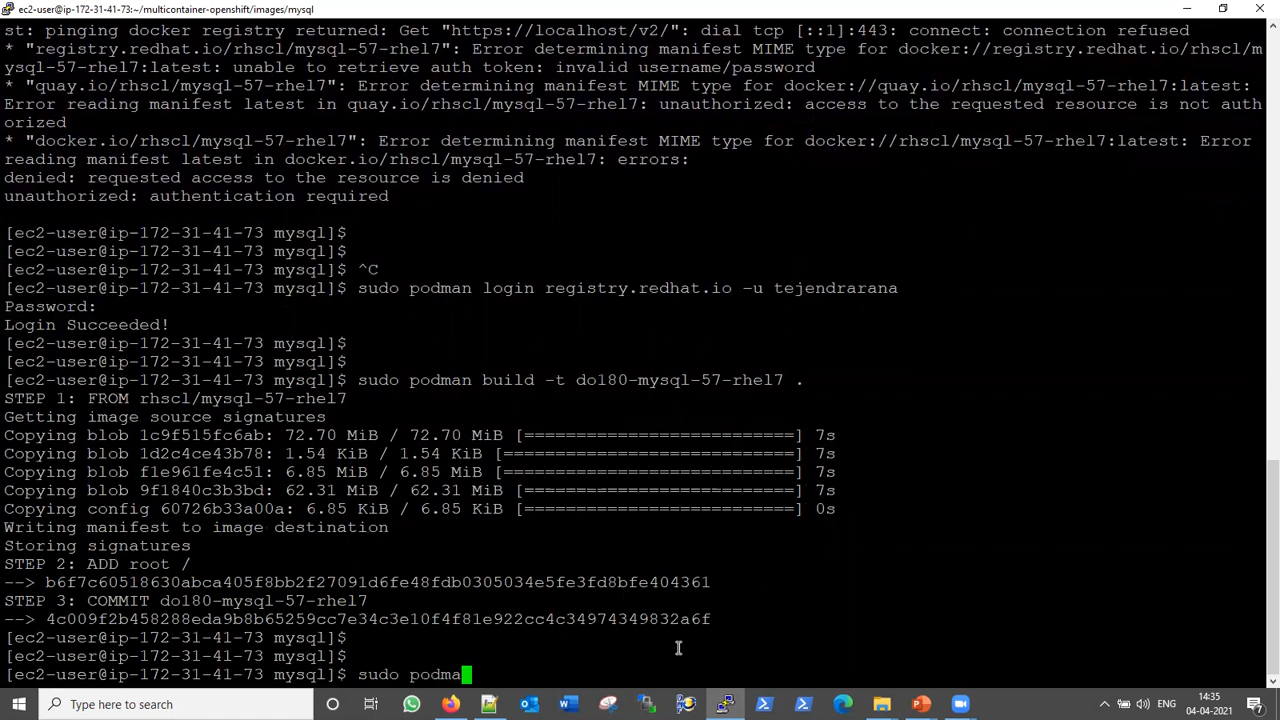 ec2-user@ip-172-31-41-73:~/multicontainer-openshift/images/mysql
st: pinging docker registry returned: Get "https://localhost/v2/": dial tcp [::1]:443: connect: connection refused
* "registry.redhat.io/rhscl/mysql-57-rhel7": Error determining manifest MIME type for docker://registry.redhat.io/rhscl/m
ysql-57-rhel7:latest: unable to retrieve auth token: invalid username/password
* "quay.io/rhscl/mysql-57-rhel7": Error determining manifest MIME type for docker://quay.io/rhscl/mysql-57-rhel7:latest:
Error reading manifest latest in quay.io/rhscl/mysql-57-rhel7: unauthorized: access to the requested resource is not auth
orized
* "docker.io/rhscl/mysql-57-rhel7": Error determining manifest MIME type for docker://rhscl/mysql-57-rhel7:latest: Error
reading manifest latest in docker.io/rhscl/mysql-57-rhel7: errors:
denied: requested access to the resource is denied
unauthorized: authentication required
[ec2-user@ip-172-31-41-73 mysql]$
[ec2-user@ip-172-31-41-73 mysql]$
[ec2-user@ip-172-31-41-73 mysql]$ ^C
[ec2-user@ip-172-31-41-73 mysql]$ sudo podman login registry.redhat.io -u tejendrarana
Password:
Login Succeeded!
[ec2-user@ip-172-31-41-73 mysql]$
[ec2-user@ip-172-31-41-73 mysql]$
[ec2-user@ip-172-31-41-73 mysql]$ sudo podman build -t do180-mysql-57-rhel7 .
STEP 1: FROM rhscl/mysql-57-rhel7
Getting image source signatures
Copying blob 1c9f515fc6ab: 72.70 MiB / 72.70 MiB [==========================] 7s
Copying blob 1d2c4ce43b78: 1.54 KiB / 1.54 KiB [============================] 7s
Copying blob f1e961fe4c51: 6.85 MiB / 6.85 MiB [============================] 7s
Copying blob 9f1840c3b3bd: 62.31 MiB / 62.31 MiB [==========================] 7s
Copying config 60726b33a00a: 6.85 KiB / 6.85 KiB [==========================] 0s
Writing manifest to image destination
Storing signatures
STEP 2: ADD root /
--> b6f7c60518630abca405f8bb2f27091d6fe48fdb0305034e5fe3fd8bfe404361
STEP 3: COMMIT do180-mysql-57-rhel7
--> 4c009f2b458288eda9b8b65259cc7e34c3e10f4f81e922cc4c34974349832a6f
[ec2-user@ip-172-31-41-73 mysql]$
[ec2-user@ip-172-31-41-73 mysql]$
[ec2-user@ip-172-31-41-73 mysql]$ sudo podma
Type here to search
ENG
14:35
04-04-2021
7